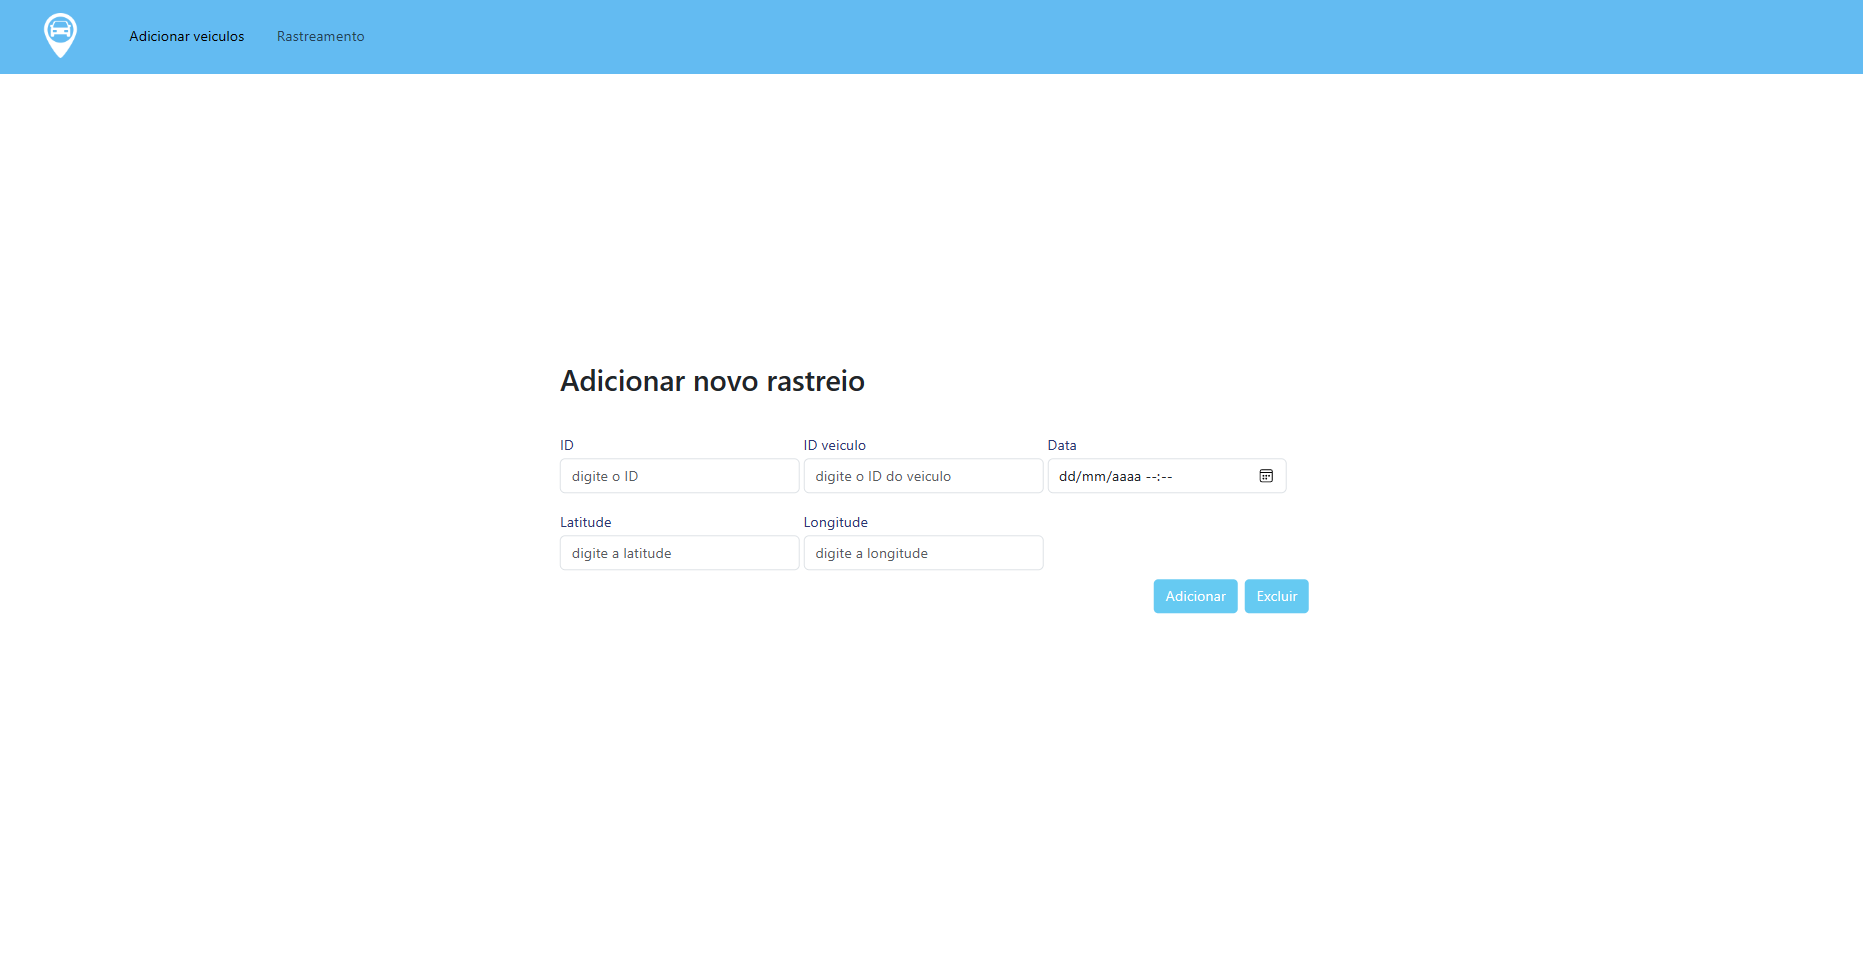 Adicionar veiculos Rastreamento
Adicionar novo rastreio
ID ID veiculo Data
digite o ID digite o ID do veiculo dd/mm/aaaa --:--
Latitude Longitude
digite a latitude digite a longitude
Adicionar Excluir